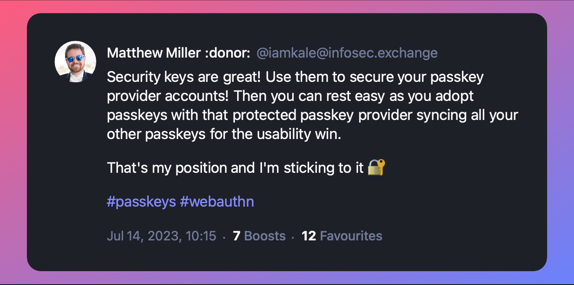 Matthew Miller :donor: @iamkale@infosec.exchange
Security keys are great! Use them to secure your passkey
provider accounts! Then you can rest easy as you adopt
passkeys with that protected passkey provider syncing all your
other passkeys for the usability win.
That's my position and I'm sticking to it 🔐
#passkeys #webauthn
Jul 14, 2023, 10:15 · 7 Boosts · 12 Favourites